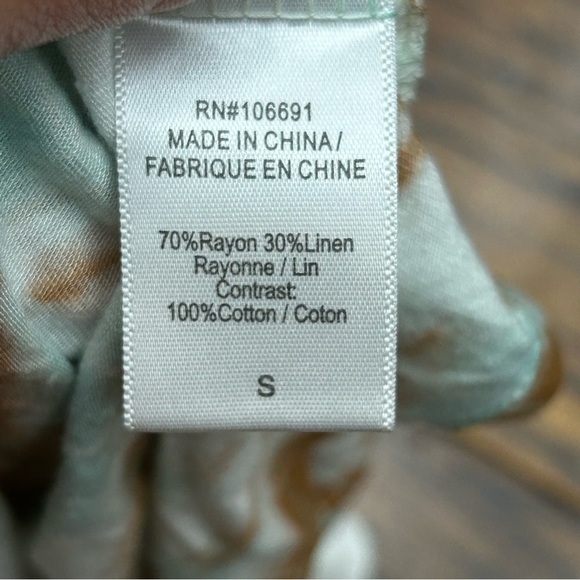 RN#106691
MADE IN CHINA/
FABRIQUE EN CHINE
70%Rayon 30%Linen
Rayonne / Lin
Contrast:
100%Cotton / Coton
S